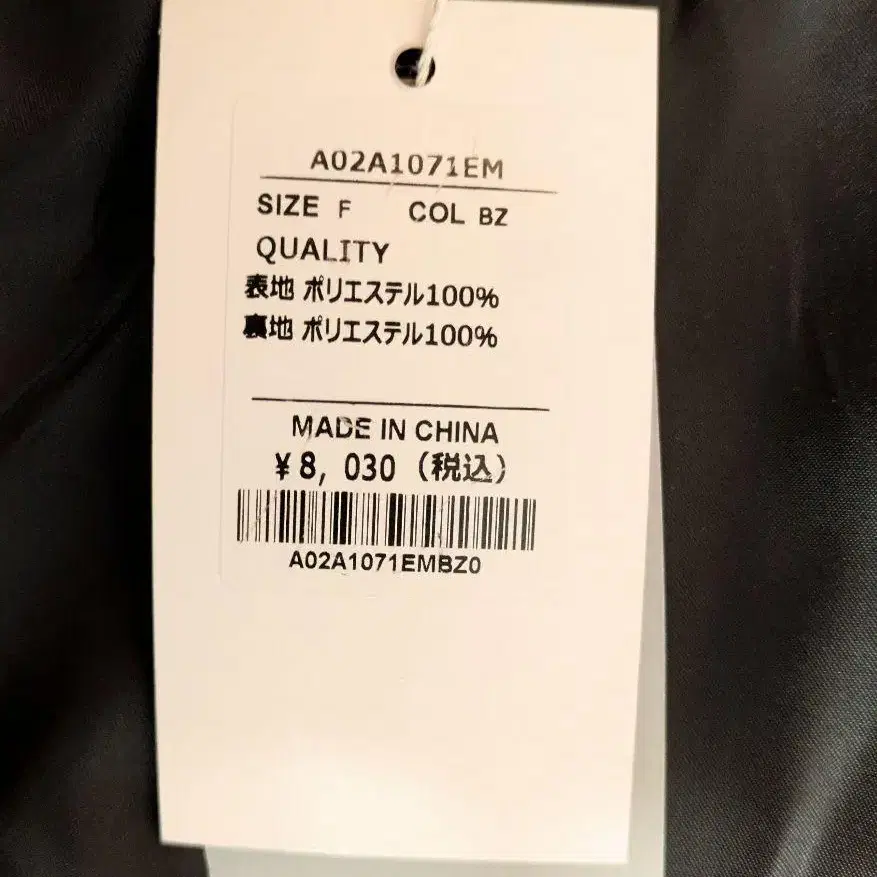 A02A1071EM
SIZE F COL BZ
QUALITY
表地 ポリエステル100%
裏地 ポリエステル100%
MADE IN CHINA
¥8, 030 (税込)
A02A1071EMBZ0